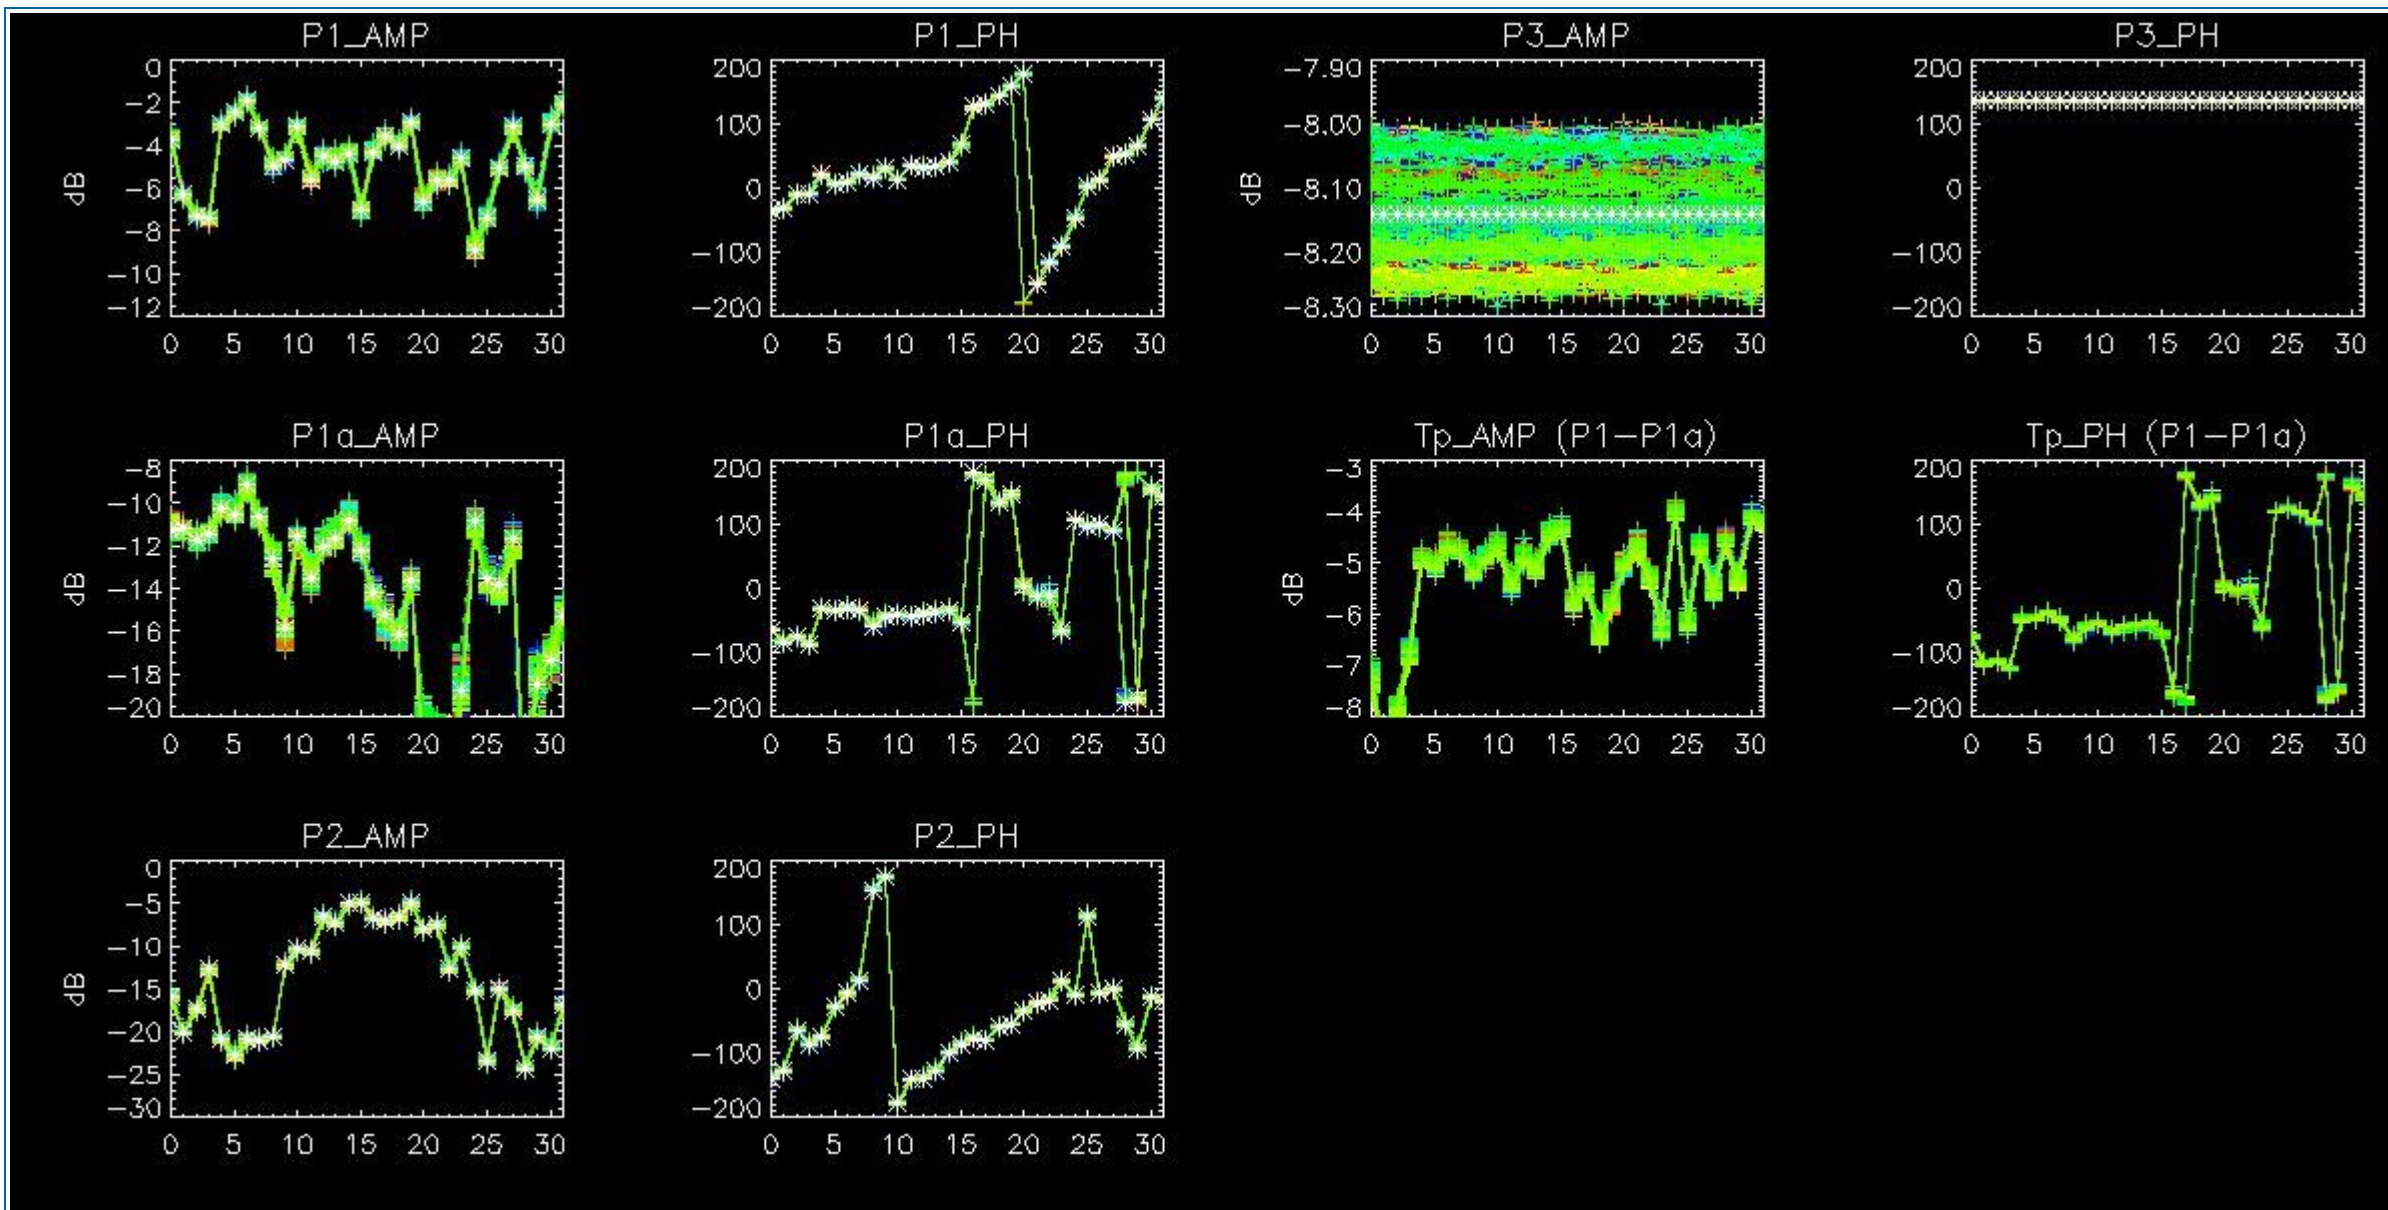 P1_AMP P1_PH P3_AMP P3_PH
0 200 −7.90 200
−2 100 −8.00 100
−4 0 −8.10 0
−6 −100 −8.20 −100
−8 −200 −8.30 −200
−10
−12
dB dB
0 5 10 15 20 25 30 0 5 10 15 20 25 30 0 5 10 15 20 25 30 0 5 10 15 20 25 30
P1a_AMP P1a_PH Tp_AMP (P1−P1a) Tp_PH (P1−P1a)
−8 200 −3 200
−10 100 −4 100
−12 0 −5 0
−14 −100 −6 −100
−16 −200 −7 −200
−18 −8
−20
dB dB
0 5 10 15 20 25 30 0 5 10 15 20 25 30 0 5 10 15 20 25 30 0 5 10 15 20 25 30
P2_AMP P2_PH
0 200
−5 100
−10 0
−15 −100
−20 −200
−25
−30
dB
0 5 10 15 20 25 30 0 5 10 15 20 25 30